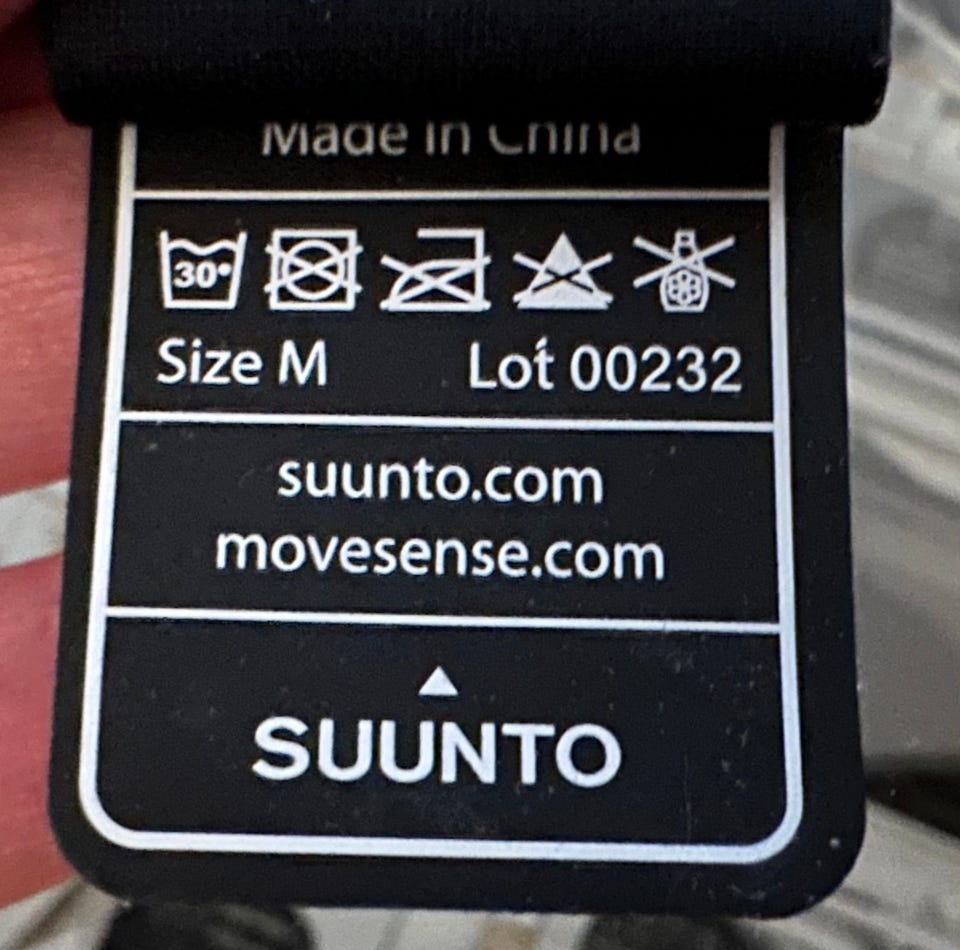 Made in China
30°
Size M Lot 00232
suunto.com
movesense.com
SUUNTO